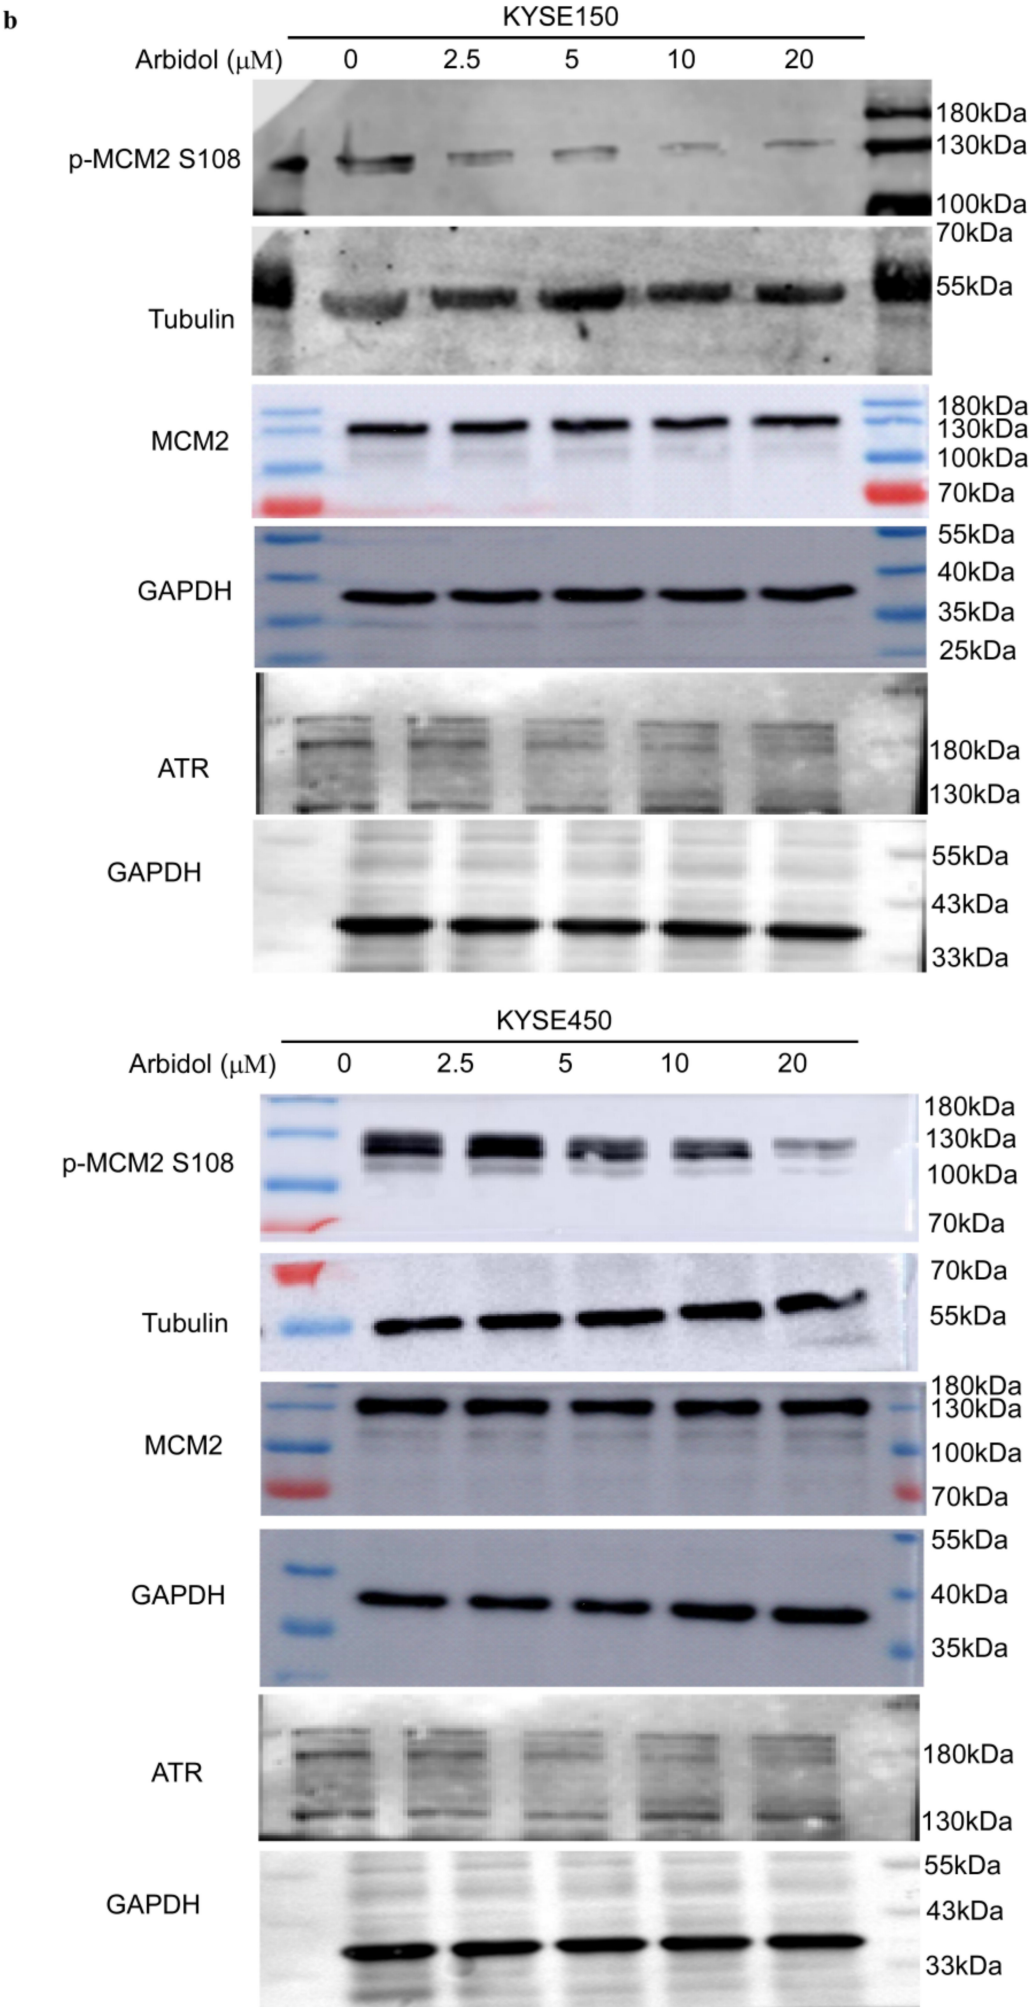 b
KYSE150
Arbidol (μM) 0 2.5 5 10 20
p-MCM2 S108
180kDa
130kDa
100kDa
Tubulin
70kDa
55kDa
MCM2
180kDa
130kDa
100kDa
70kDa
GAPDH
55kDa
40kDa
35kDa
25kDa
ATR
180kDa
130kDa
GAPDH
55kDa
43kDa
33kDa
KYSE450
Arbidol (μM) 0 2.5 5 10 20
p-MCM2 S108
180kDa
130kDa
100kDa
70kDa
Tubulin
70kDa
55kDa
MCM2
180kDa
130kDa
100kDa
70kDa
GAPDH
55kDa
40kDa
35kDa
ATR
180kDa
130kDa
GAPDH
55kDa
43kDa
33kDa